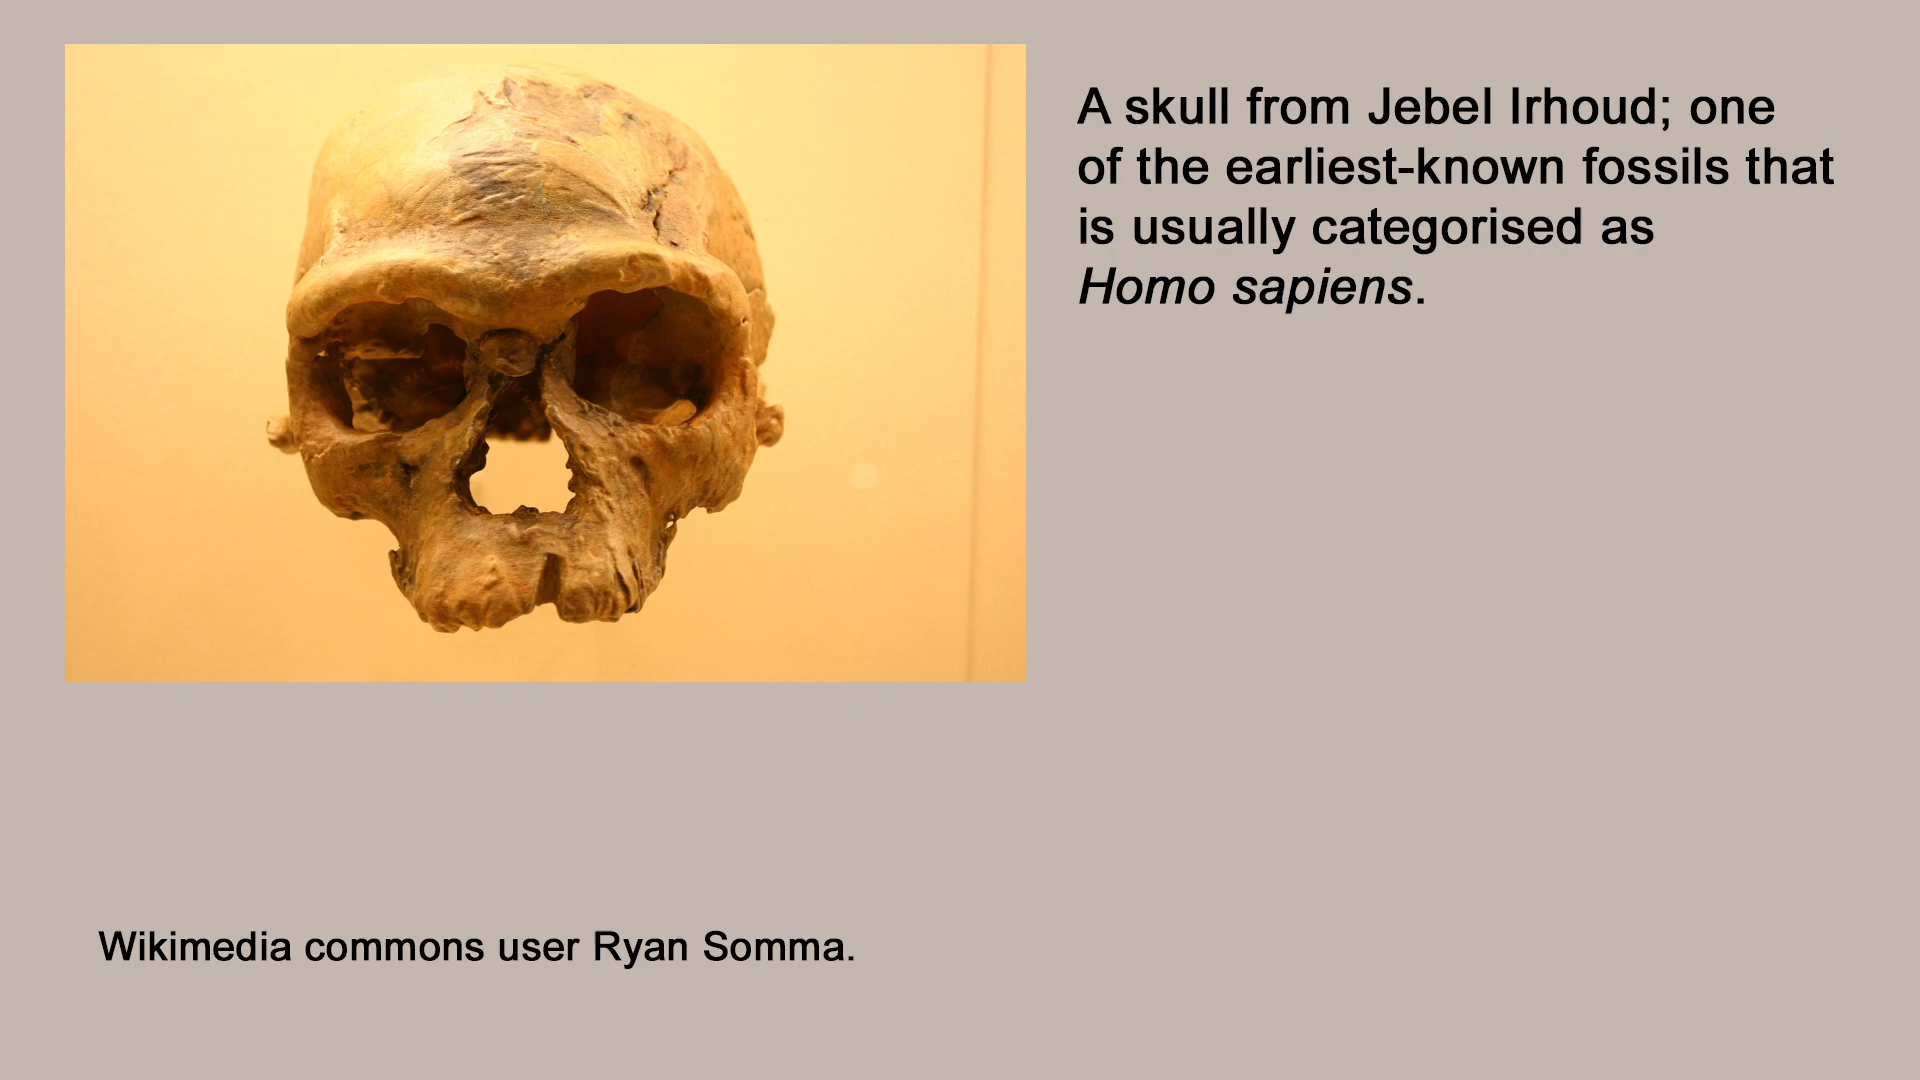 A skull from Jebel Irhoud; one
of the earliest-known fossils that
is usually categorised as
Homo sapiens.
Wikimedia commons user Ryan Somma.